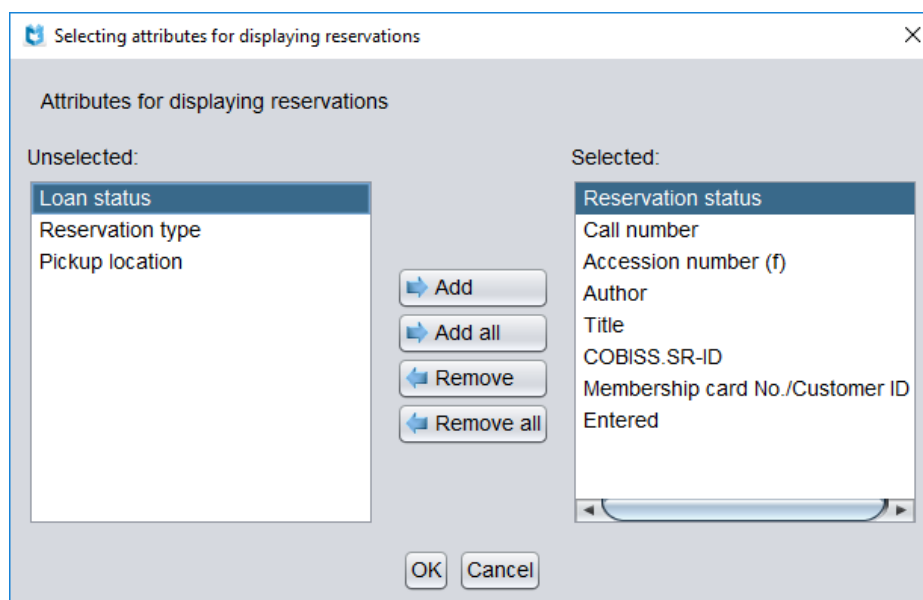 Selecting attributes for displaying reservations
Attributes for displaying reservations
Unselected:
Loan status
Reservation type
Pickup location
Add
Add all
Remove
Remove all
Selected:
Reservation status
Call number
Accession number (f)
Author
Title
COBISS.SR-ID
Membership card No./Customer ID
Entered
OK
Cancel